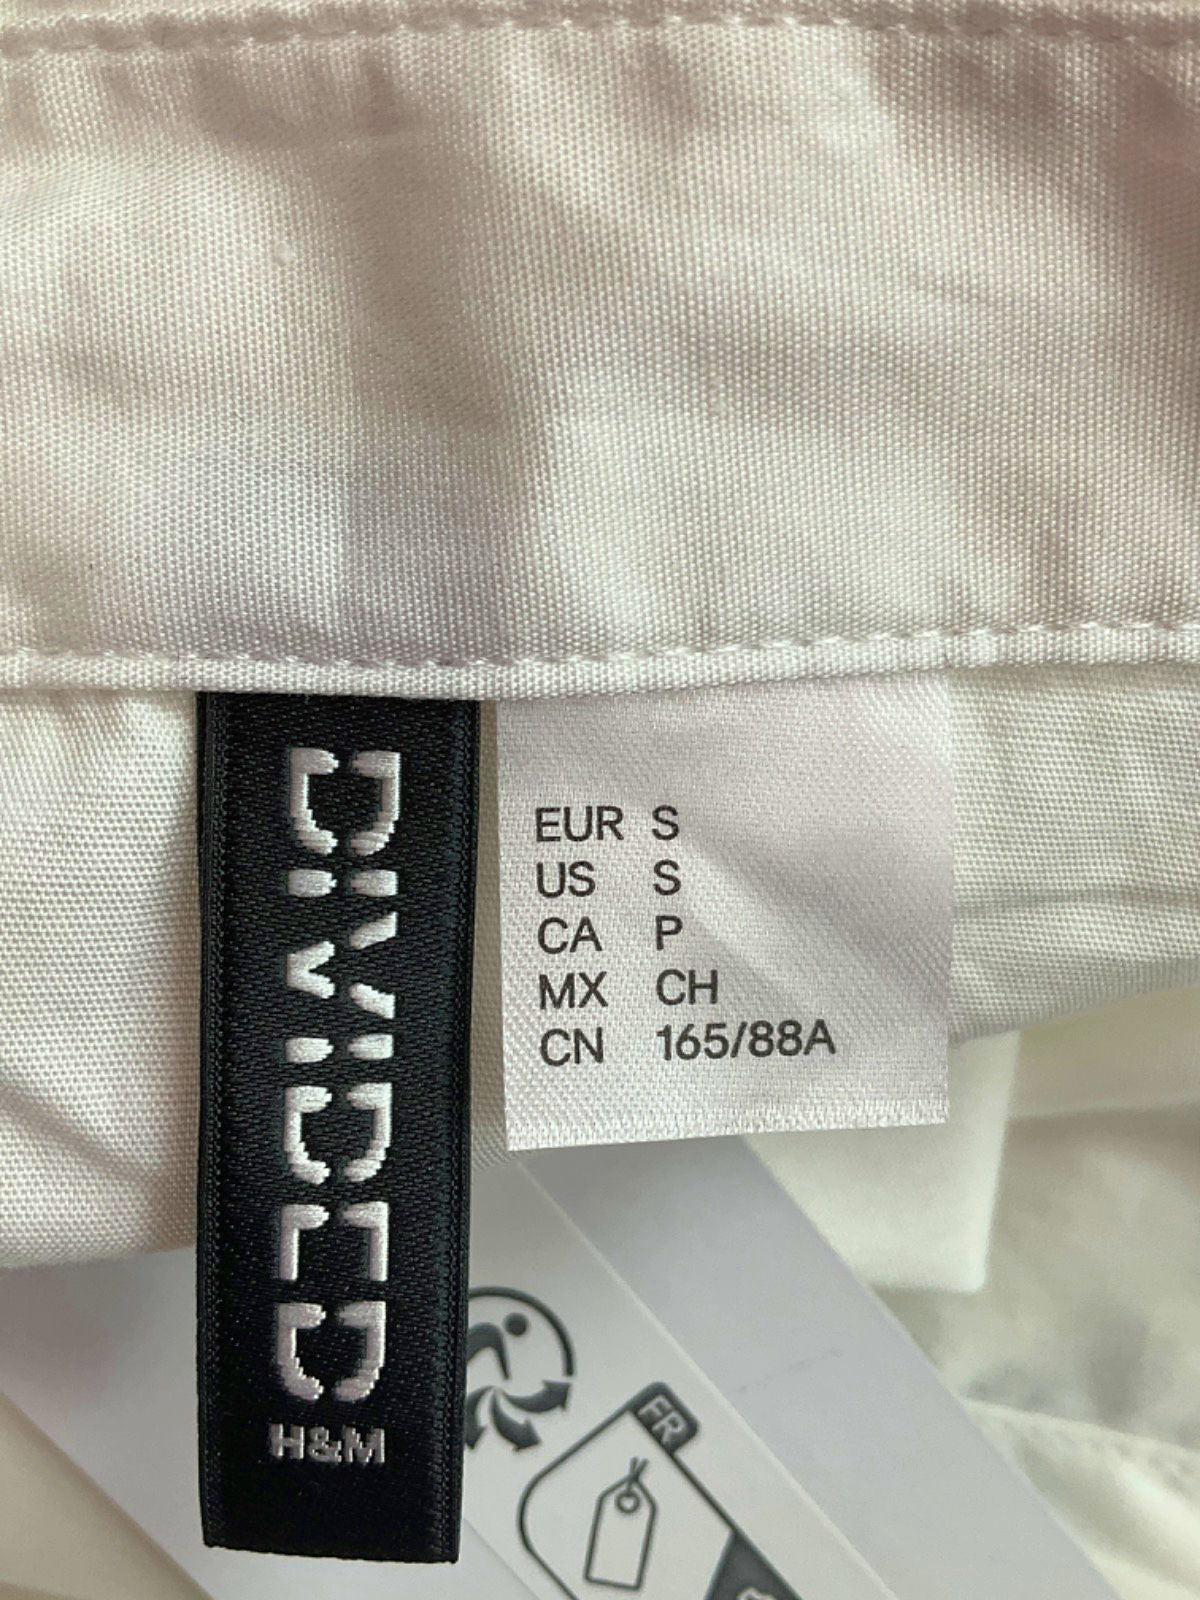 DIVIDED
H&M
EUR S
US S
CA P
MX CH
CN 165/88A
FR